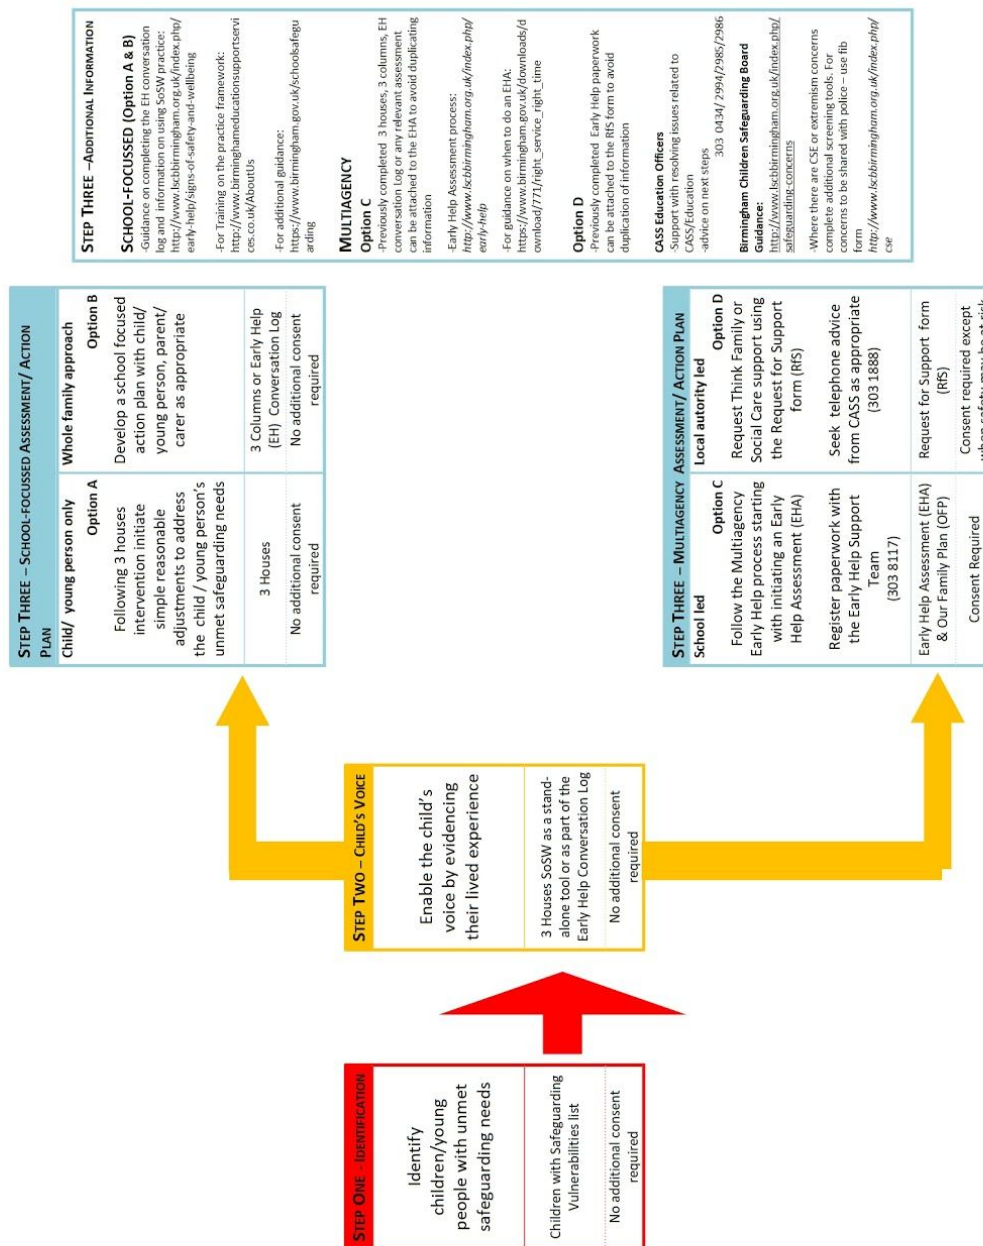 STEP ONE - IDENTIFICATION
Identify
children/young
people with unmet
safeguarding needs
Children with Safeguarding
Vulnerabilities list
No additional consent
required
STEP TWO – CHILD'S VOICE
Enable the child's
voice by evidencing
their lived experience
3 Houses SoSW as a stand-
alone tool or as part of the
Early Help Conversation Log
No additional consent
required
STEP THREE – SCHOOL-FOCUSSED ASSESSMENT/ ACTION
PLAN
Child/ young person only
Option A
Following 3 houses
intervention initiate
simple reasonable
adjustments to address
the child / young person's
unmet safeguarding needs
3 Houses
No additional consent
required
Whole family approach
Option B
Develop a school focused
action plan with child/
young person, parent/
carer as appropriate
3 Columns or Early Help
(EH) Conversation Log
No additional consent
required
STEP THREE – MULTIAGENCY ASSESSMENT/ ACTION PLAN
School led
Option C
Follow the Multiagency
Early Help process starting
with initiating an Early
Help Assessment (EHA)
Register paperwork with
the Early Help Support
Team
(303 8117)
Early Help Assessment (EHA)
& Our Family Plan (OFP)
Consent Required
Local autority led
Option D
Request Think Family or
Social Care support using
the Request for Support
form (RfS)
Seek telephone advice
from CASS as appropriate
(303 1888)
Request for Support form
(RfS)
Consent required except
when safety may be at risk
STEP THREE –ADDITIONAL INFORMATION
SCHOOL-FOCUSSED (Option A & B)
-Guidance on completing the EH conversation
log and information on using SoSW practice:
http://www.lscbbirmingham.org.uk/index.php/
early-help/signs-of-safety-and-wellbeing
-For Training on the practice framework:
http://www.birminghameducationsupportservi
ces.co.uk/AboutUs
-For additional guidance:
https://www.birmingham.gov.uk/schoolsafegu
arding
MULTIAGENCY
Option C
-Previously completed 3 houses, 3 columns, EH
conversation Log or any relevant assessment
can be attached to the EHA to avoid duplicating
information
-Early Help Assesment process:
http://www.lscbbirmingham.org.uk/index.php/
early-help
-For guidance on when to do an EHA:
https://www.birmingham.gov.uk/downloads/d
ownload/771/right_service_right_time
Option D
-Previously completed Early Help paperwork
can be attached to the RfS form to avoid
duplication of information
CASS Education Officers
-Support with resolving issues related to
CASS/Education
-advice on next steps
303 0434/ 2994/2985/2986
Birmingham Children Safeguarding Board
Guidance:
http://www.lscbbirmingham.org.uk/index.php/
safeguarding-concerns
-Where there are CSE or extremism concerns
complete additional screening tools. For
concerns to be shared with police – use fib
form
http://www.lscbbirmingham.org.uk/index.php/
cse